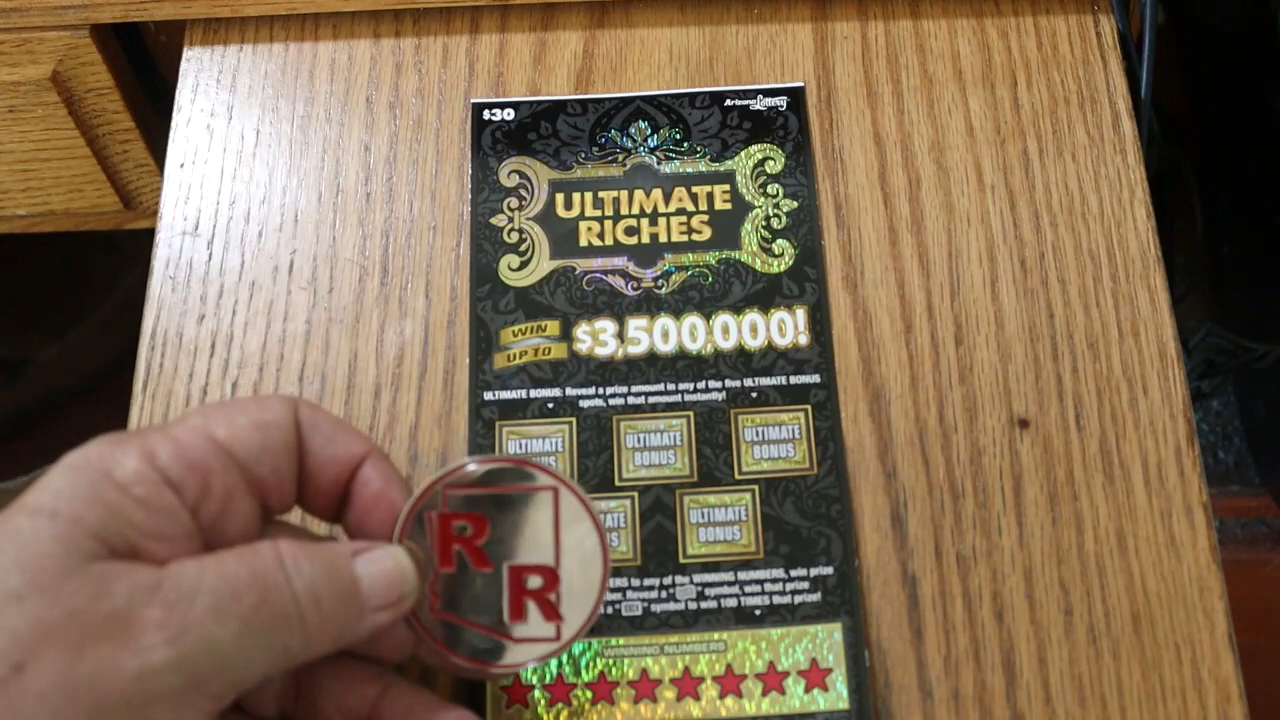 $30
Arizona Lottery
ULTIMATE
RICHES
WIN
UP TO
$3,500,000!
ULTIMATE BONUS: Reveal a prize amount in any of the five ULTIMATE BONUS
spots, win that amount instantly!
ULTIMATE
ULTIMATE
BONUS
ULTIMATE
BONUS
ULTIMATE
BONUS
R
R
to any of the WINNING NUMBERS, win prize
Reveal a " " symbol, win that prize
a " " symbol to win 100 TIMES that prize!
WINNING NUMBERS